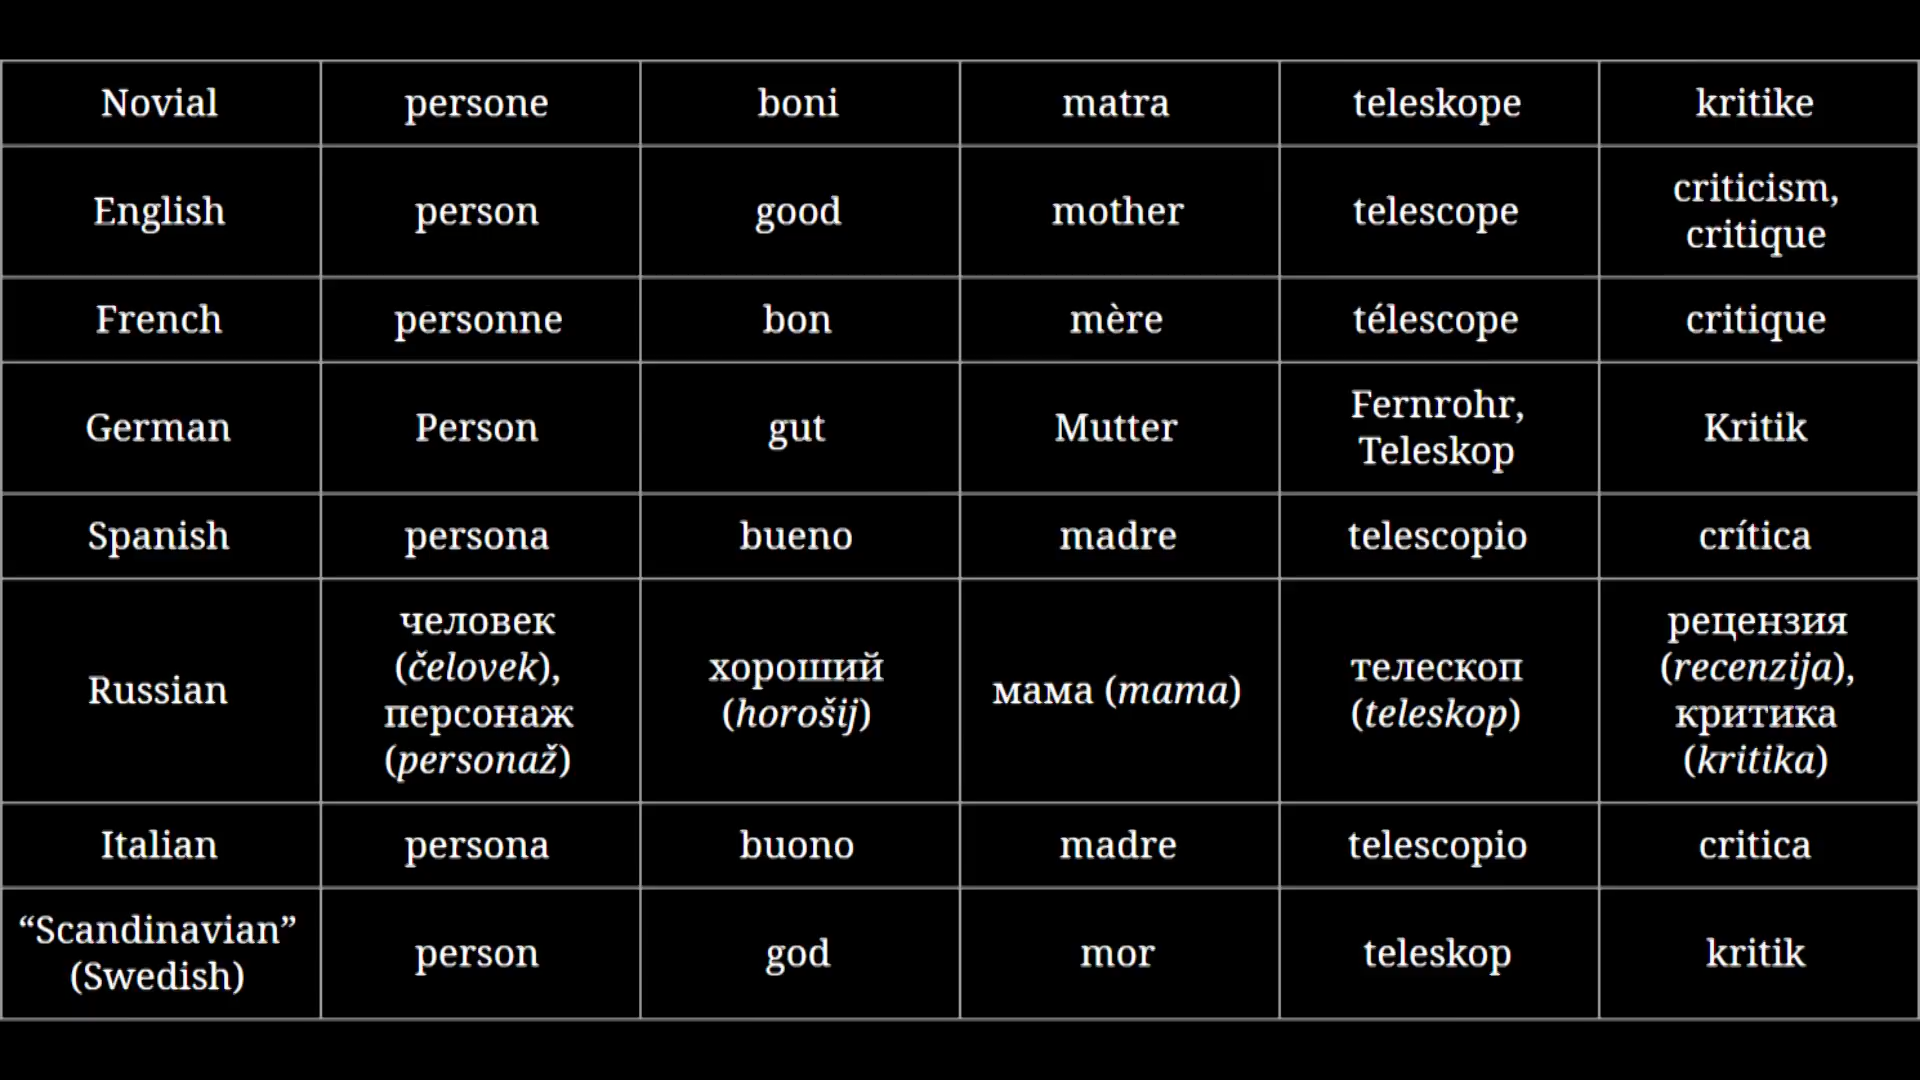 Novial persone boni matra teleskope kritike
English person good mother telescope criticism,
critique
French personne bon mère télescope critique
German Person gut Mutter Fernrohr,
Teleskop Kritik
Spanish persona bueno madre telescopio crítica
Russian человек
(čelovek),
персонаж
(personaž) хороший
(horošij) мама (mama) телескоп
(teleskop) рецензия
(recenzija),
критика
(kritika)
Italian persona buono madre telescopio critica
“Scandinavian”
(Swedish) person god mor teleskop kritik